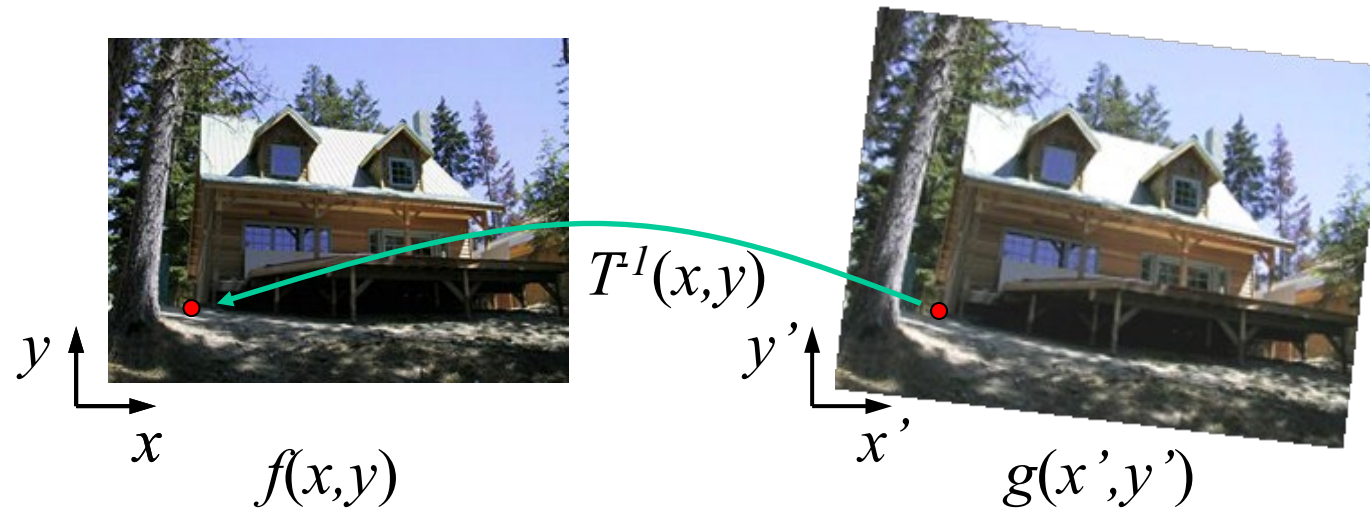 T-1(x,y)
y
x
y’
x’
f(x,y)
g(x’,y’)